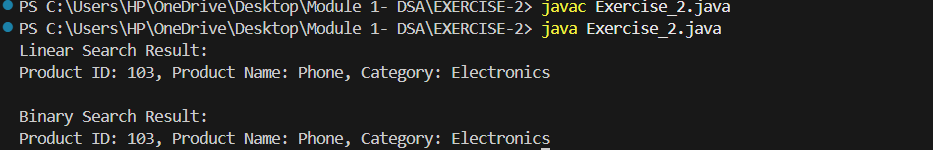 PS C:\Users\HP\OneDrive\Desktop\Module 1- DSA\EXERCISE-2> javac Exercise_2.java
PS C:\Users\HP\OneDrive\Desktop\Module 1- DSA\EXERCISE-2> java Exercise_2.java
Linear Search Result:
Product ID: 103, Product Name: Phone, Category: Electronics

Binary Search Result:
Product ID: 103, Product Name: Phone, Category: Electronics